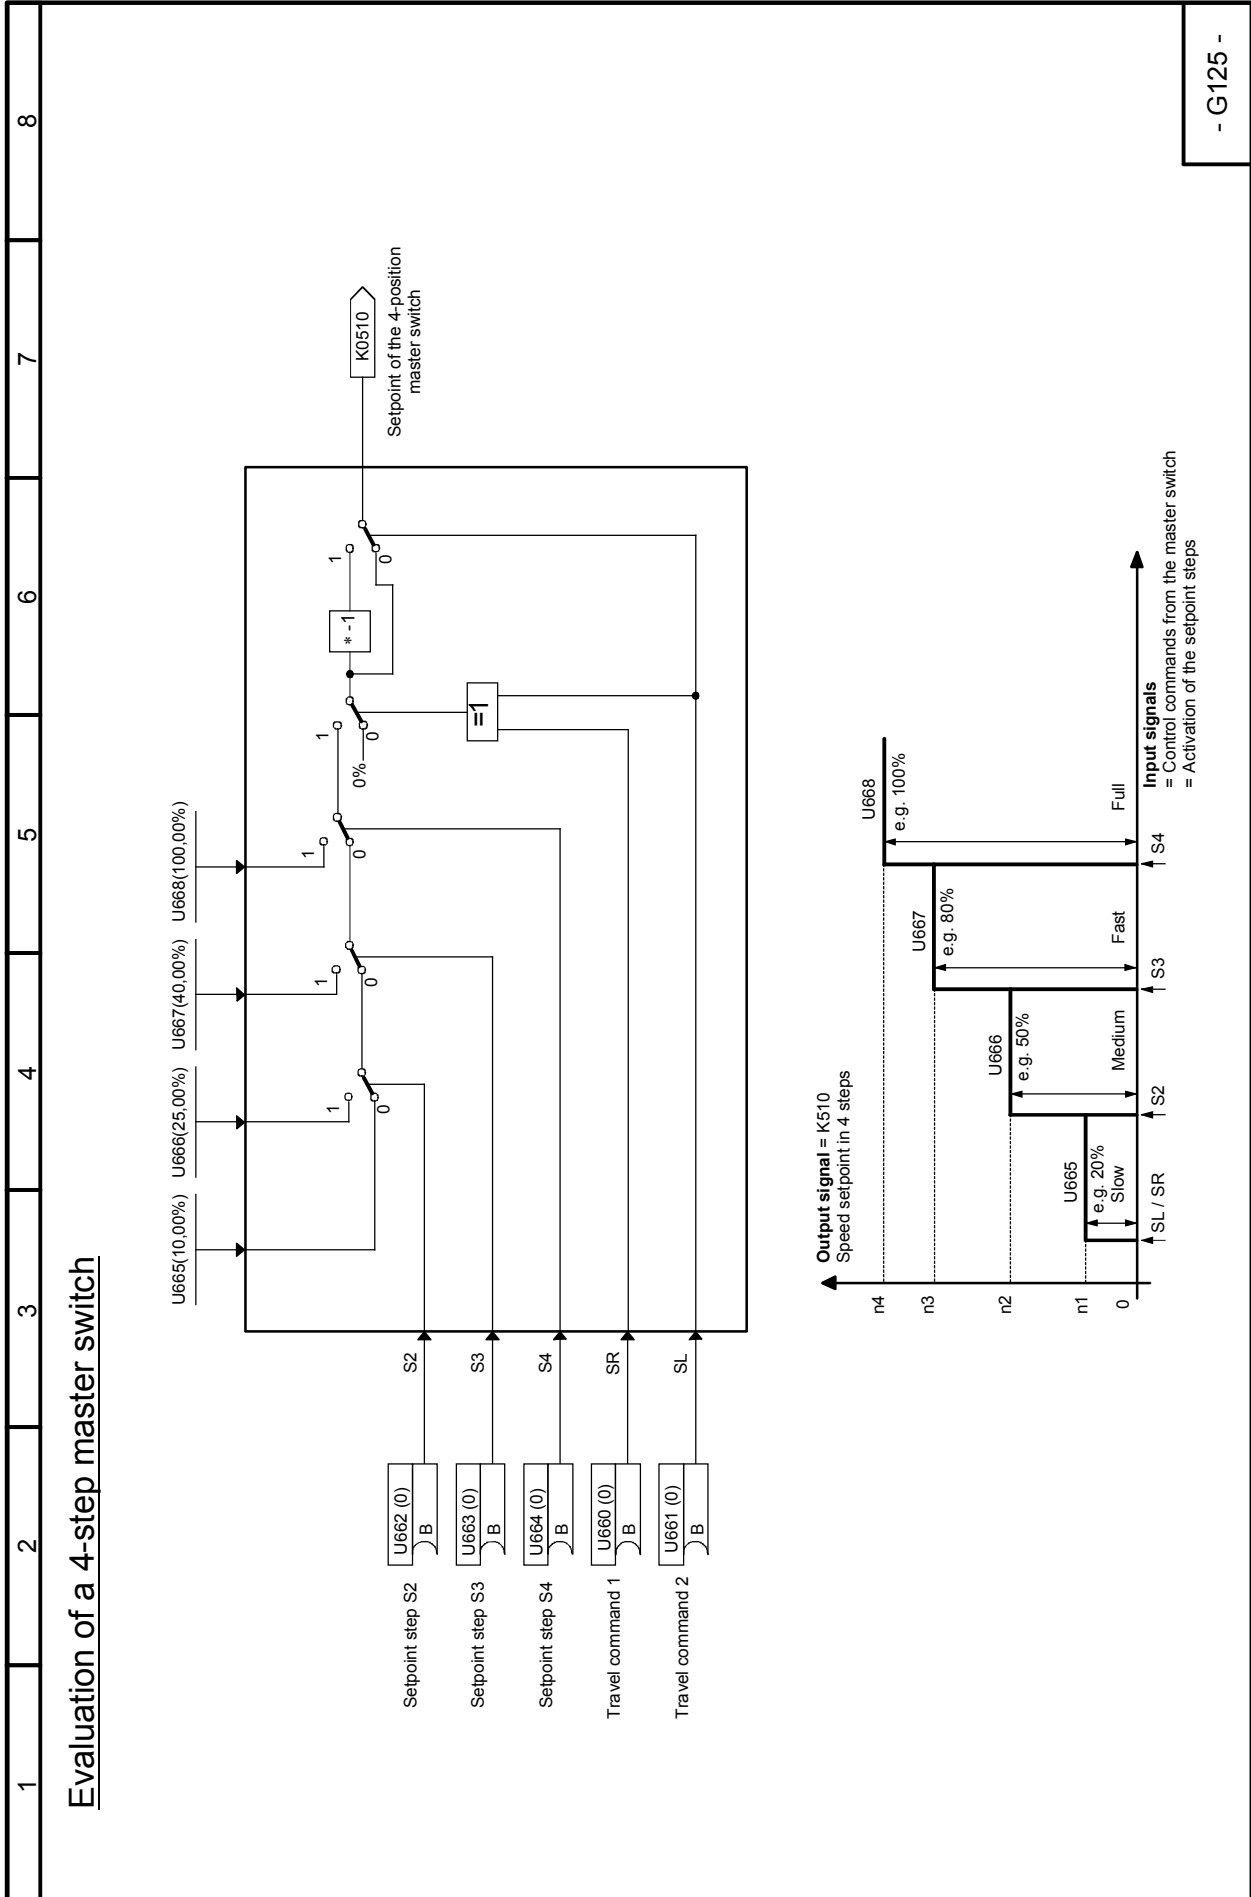 1 2 3 4 5 6 7 8
Evaluation of a 4-step master switch
U665(10,00%)
U666(25,00%)
U667(40,00%)
U668(100,00%)
1
0
1
0
1
0
1
0
0%
* -1
1
0
K0510
Setpoint of the 4-position
master switch
=1
Setpoint step S2
U662 (0)
B
S2
Setpoint step S3
U663 (0)
B
S3
Setpoint step S4
U664 (0)
B
S4
Travel command 1
U660 (0)
B
SR
Travel command 2
U661 (0)
B
SL
Output signal = K510
Speed setpoint in 4 steps
n4
n3
n2
n1
0
U665
e.g. 20%
Slow
U666
e.g. 50%
Medium
U667
e.g. 80%
Fast
U668
e.g. 100%
Full
SL / SR
S2
S3
S4
Input signals
= Control commands from the master switch
= Activation of the setpoint steps
- G125 -